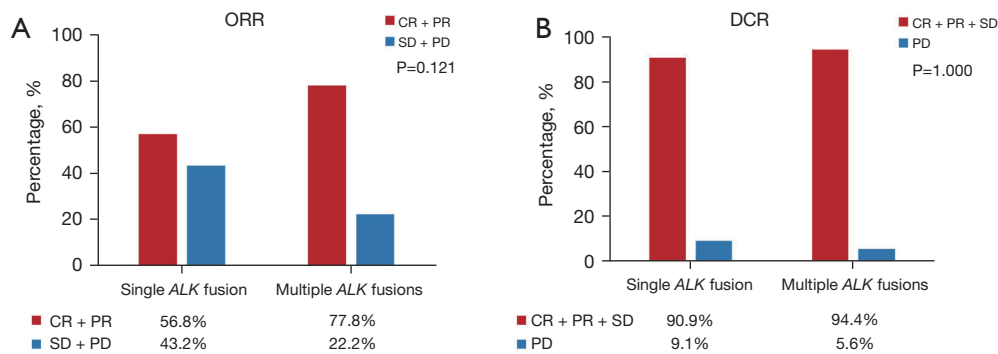 A
ORR
CR + PR
SD + PD
P=0.121
Percentage, %
100
80
60
40
20
0
Single ALK fusion
Multiple ALK fusions
CR + PR 56.8% 77.8%
SD + PD 43.2% 22.2%
B
DCR
CR + PR + SD
PD
P=1.000
Percentage, %
100
80
60
40
20
0
Single ALK fusion
Multiple ALK fusions
CR + PR + SD 90.9% 94.4%
PD 9.1% 5.6%